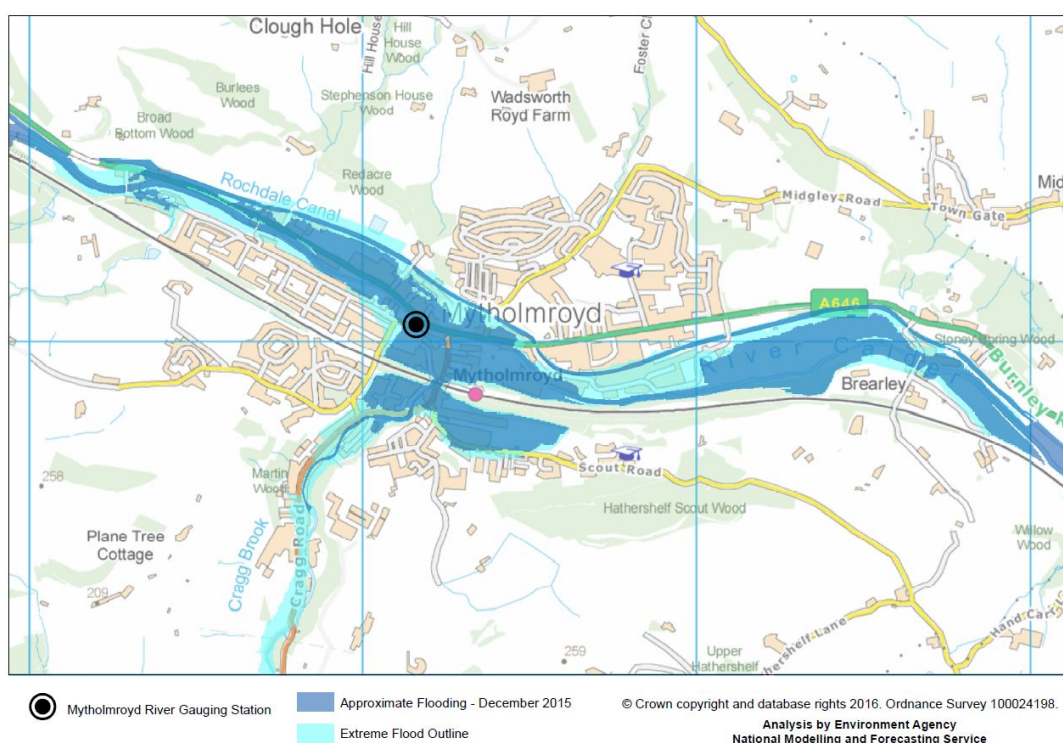 Clough Hole
Hill House
Hill
House
Wood
Foster Cl
Burlees
Wood
Stephenson House
Wood
Wadsworth
Royd Farm
Broad
Bottom Wood
Redacre
Wood
Rochdale Canal
Midgley Road
Town Gate
Mid
Mytholmroyd
A646
Stoney Spring Wood
River Calder
Burnley R
Mytholmroyd
Brearley
258
Martin
Wood
Scout Road
Hathershelf Scout Wood
Plane Tree
Cottage
Cragg Brook
Cragg Road
Willow
Wood
209
259
Upper
Hathershelf
hershelf Lane
Hand Cart L
Mytholmroyd River Gauging Station
Approximate Flooding - December 2015
Extreme Flood Outline
© Crown copyright and database rights 2016. Ordnance Survey 100024198.
Analysis by Environment Agency
National Modelling and Forecasting Service